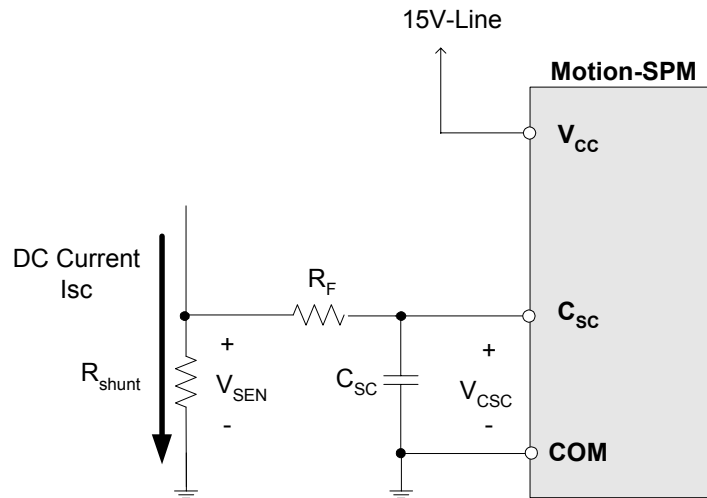 15V-Line
Motion-SPM
VCC
DC Current
Isc
RF
CSC
Rshunt
+
VSEN
-
CSC
+
VCSC
-
COM